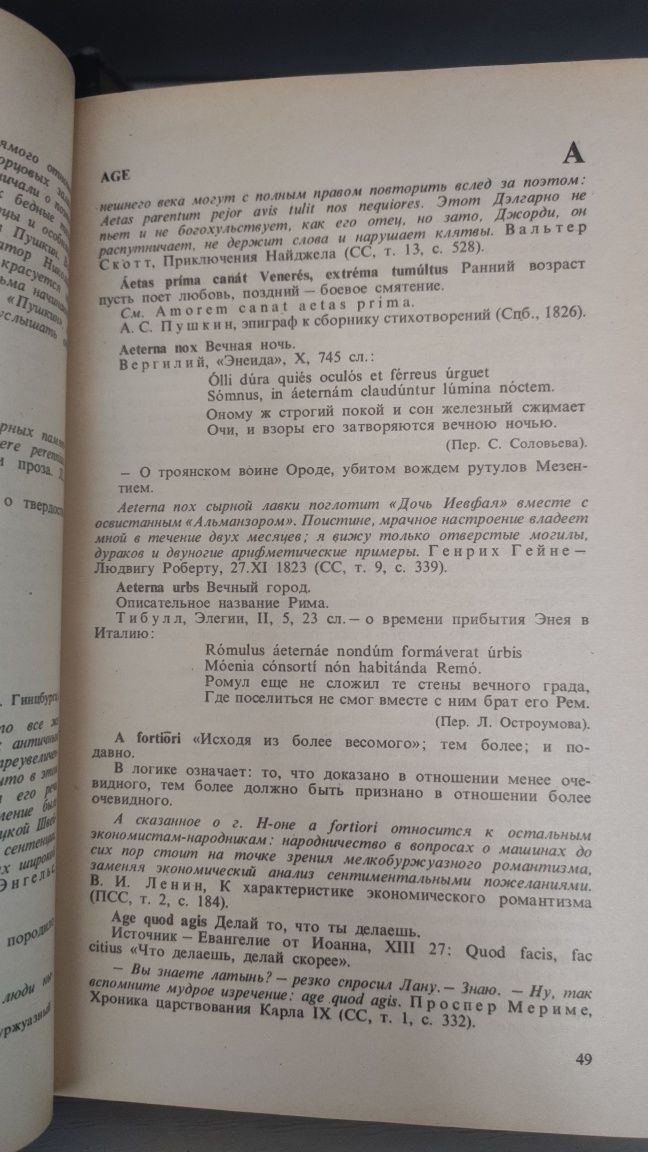 AGE
A
нешнего века могут с полным правом повторить вслед за поэтом:
Aetas parentum pejor avis tulit nos nequiores. Этот Дэлгарно не
пьет и не богохульствует, как его отец, но зато, Джорди, он
распутничает, не держит слова и нарушает клятвы. Вальтер
Скотт, Приключения Найджела (СС, т. 13, с. 528).
Áetas príma canát Venerés, extréma tumúltus Ранний возраст
пусть поет любовь, поздний — боевое смятение.
См. Amorem canat aetas prima.
А. С. Пушкин, эпиграф к сборнику стихотворений (Спб., 1826).
Aeterna nox Вечная ночь.
Вергилий, «Энеида», X, 745 сл.:
Ólli dúra quiés oculós et férreus úrguet
Sómnus, in áeternám claudúntur lúmina nóctem.
Оному ж строгий покой и сон железный сжимает
Очи, и взоры его затворяются вечною ночью.
(Пер. С. Соловьева).
— О троянском воине Ороде, убитом вождем рутулов Мезен-
тием.
Aeterna nox сырной лавки поглотит «Дочь Иевфая» вместе с
освистанным «Альманзором». Поистине, мрачное настроение владеет
мной в течение двух месяцев; я вижу только отверстые могилы,
дураков и двуногие арифметические примеры. Генрих Гейне —
Людвигу Роберту, 27.XI 1823 (СС, т. 9, с. 339).
Aeterna urbs Вечный город.
Описательное название Рима.
Тибулл, Элегии, II, 5, 23 сл. — о времени прибытия Энея в
Италию:
Rómulus áeternáe nondúm formáverat úrbis
Móenia cónsortí nón habitánda Remó.
Ромул еще не сложил те стены вечного града,
Где поселиться не смог вместе с ним брат его Рем.
(Пер. Л. Остроумова).
A fortiōri «Исходя из более весомого»; тем более; и по-
давно.
В логике означает: то, что доказано в отношении менее оче-
видного, тем более должно быть признано в отношении более
очевидного.
А сказанное о г. Н-оне a fortiori относится к остальным
экономистам-народникам: народничество в вопросах о машинах до
сих пор стоит на точке зрения мелкобуржуазного романтизма,
заменяя экономический анализ сентиментальными пожеланиями.
В. И. Ленин, К характеристике экономического романтизма
(ПСС, т. 2, с. 184).
Age quod agis Делай то, что ты делаешь.
Источник — Евангелие от Иоанна, XIII 27: Quod facis, fac
citius «Что делаешь, делай скорее».
— Вы знаете латынь? — резко спросил Лану. — Знаю. — Ну, так
вспомните мудрое изречение: age quod agis. Проспер Мериме,
Хроника царствования Карла IX (СС, т. 1, с. 332).
49